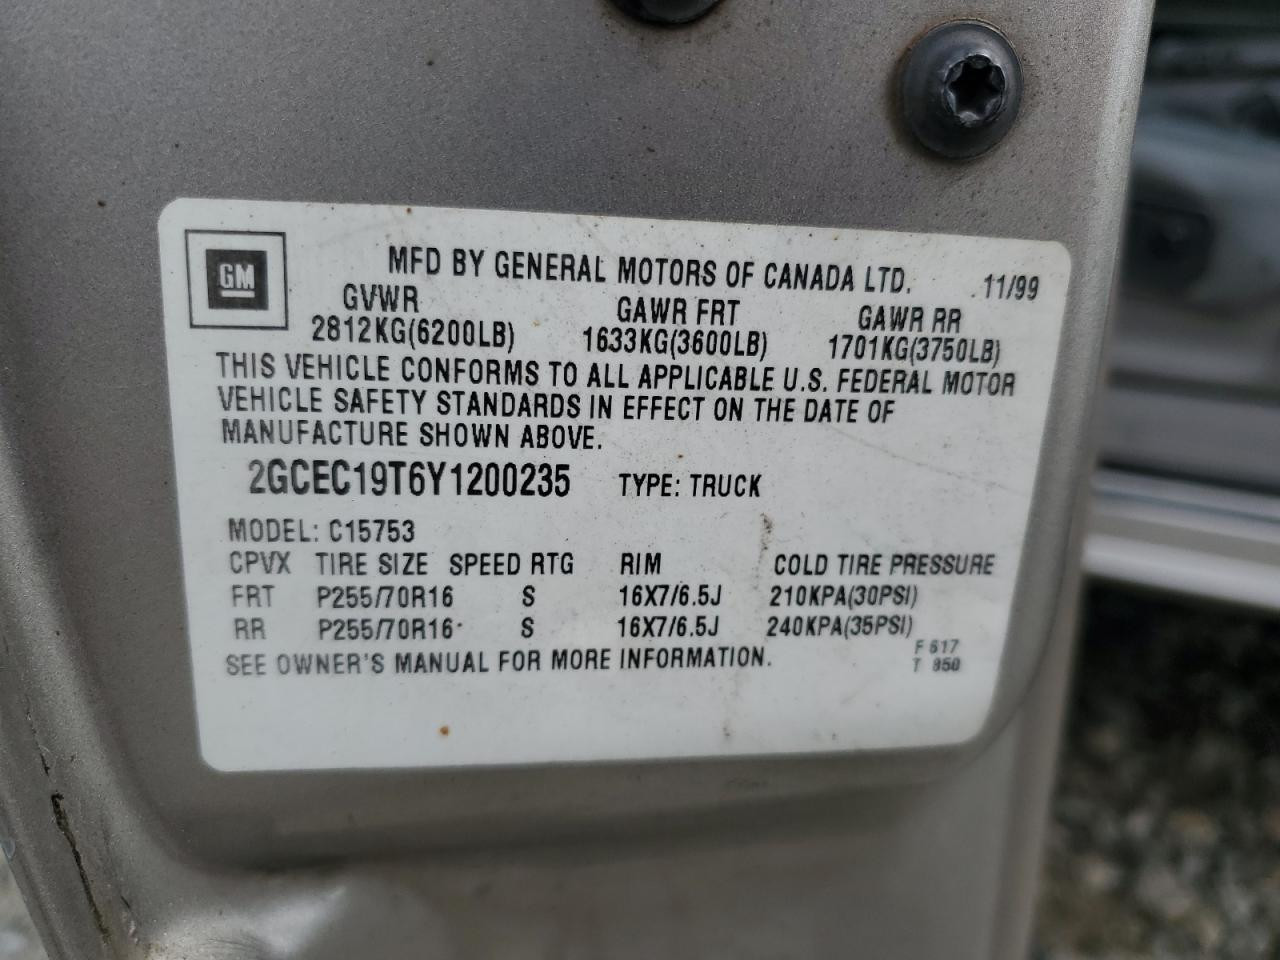 GM
MFD BY GENERAL MOTORS OF CANADA LTD. 11/99
GVWR GAWR FRT GAWR RR
2812KG(6200LB) 1633KG(3600LB) 1701KG(3750LB)
THIS VEHICLE CONFORMS TO ALL APPLICABLE U.S. FEDERAL MOTOR
VEHICLE SAFETY STANDARDS IN EFFECT ON THE DATE OF
MANUFACTURE SHOWN ABOVE.
2GCEC19T6Y1200235 TYPE: TRUCK
MODEL: C15753
CPVX TIRE SIZE SPEED RTG RIM COLD TIRE PRESSURE
FRT P255/70R16 S 16X7/6.5J 210KPA(30PSI)
RR P255/70R16 S 16X7/6.5J 240KPA(35PSI)
SEE OWNER'S MANUAL FOR MORE INFORMATION.
F 617
T 950